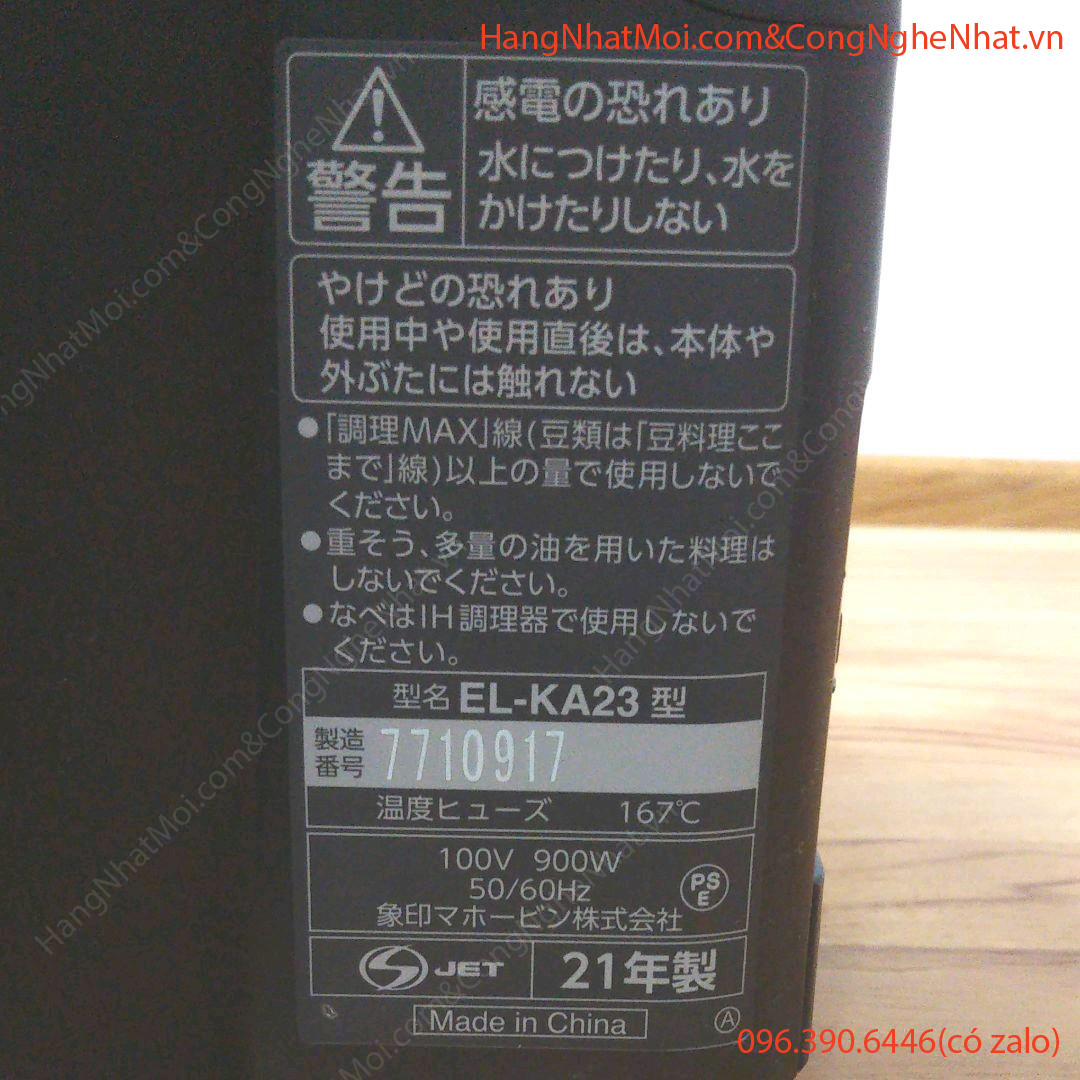 HangNhatMoi.com&CongNgheNhat.vn
警告
感電の恐れあり
水につけたり、水を
かけたりしない
やけどの恐れあり
使用中や使用直後は、本体や
外ぶたには触れない
●「調理MAX」線(豆類は「豆料理ここ
まで」線)以上の量で使用しないで
ください。
●重そう、多量の油を用いた料理は
しないでください。
●なべはIH調理器で使用しないで
ください。
型名 EL-KA23 型
製造番号 7710917
温度ヒューズ 167℃
100V 900W
50/60Hz
PSE
象印マホービン株式会社
S JET 21年製
Made in China
A
096.390.6446(có zalo)
HangNhatMoi.com&CongNgheNhat.vn